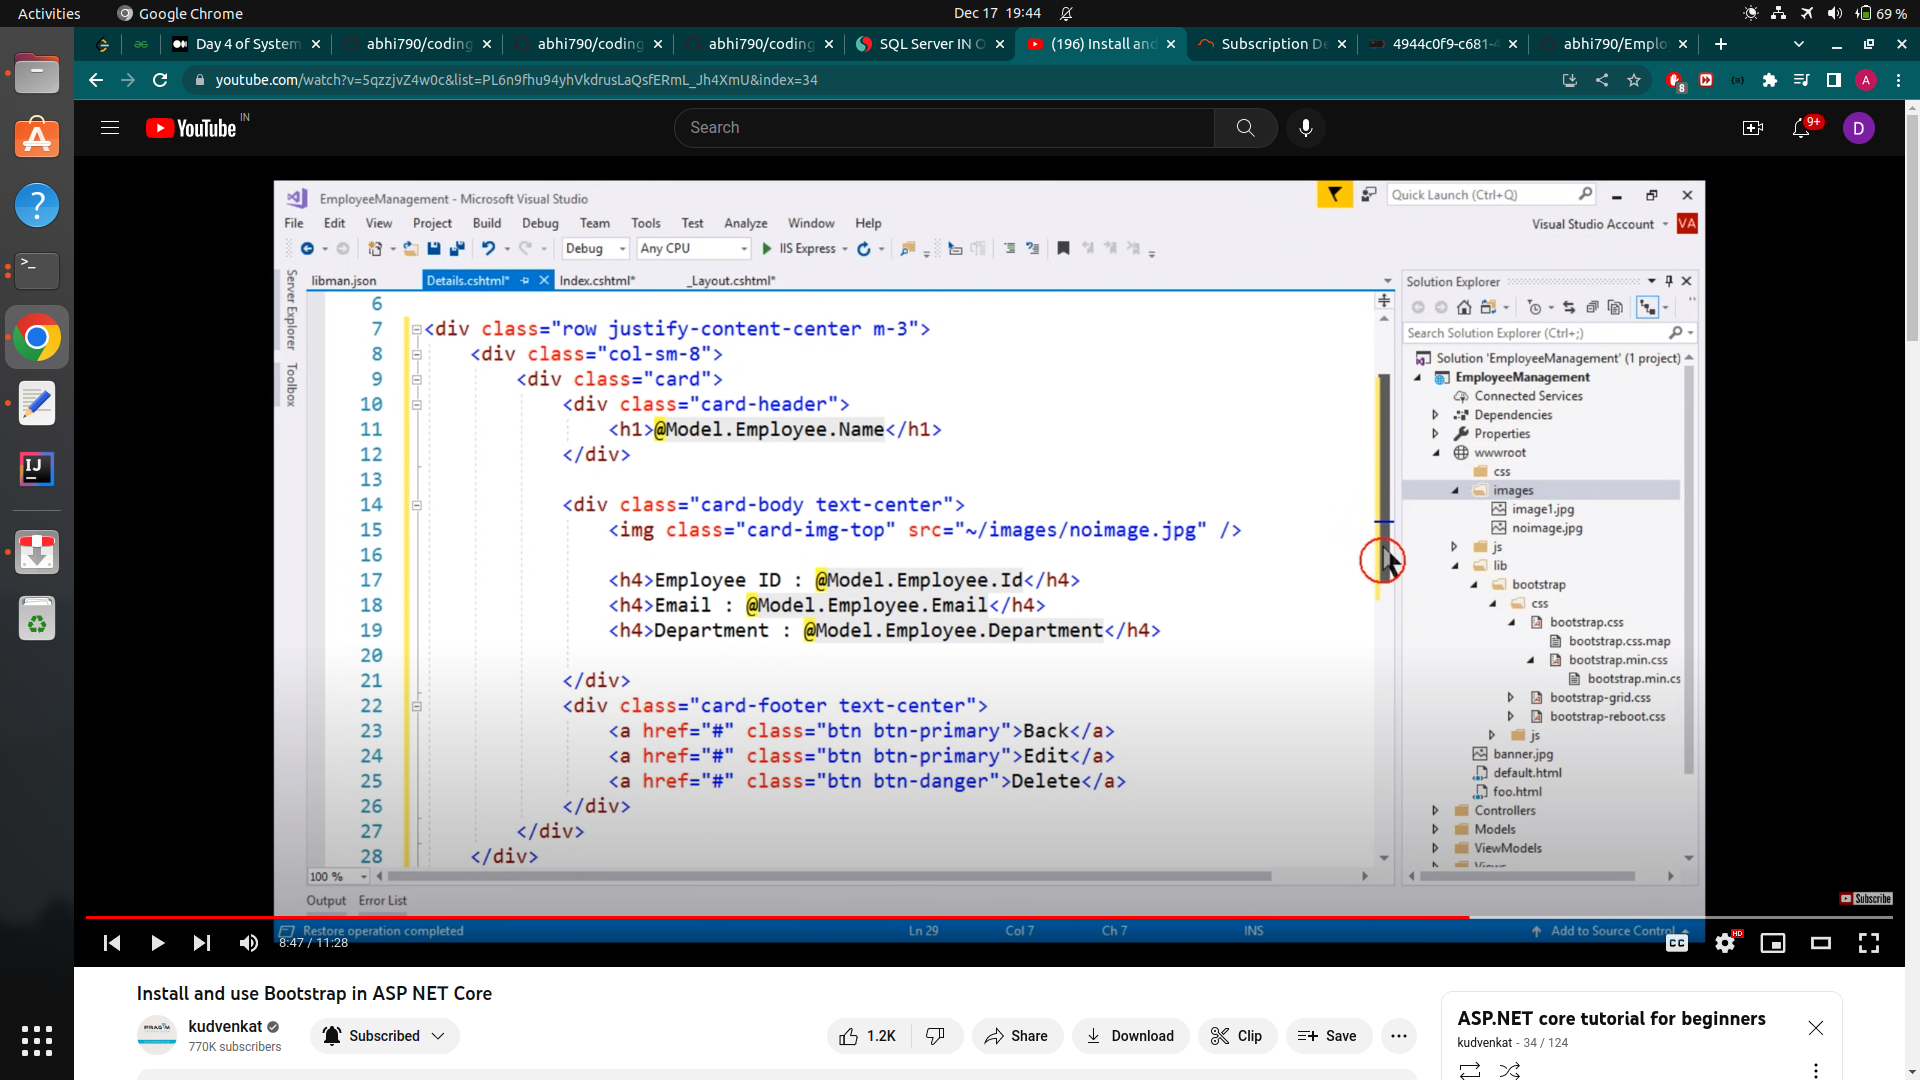 Activities
Google Chrome
Dec 17 19:44
69 %
Day 4 of System
abhi790/coding
abhi790/coding
abhi790/coding
SQL Server IN O
(196) Install and
Subscription De
4944c0f9-c681-4
abhi790/Emplo
youtube.com/watch?v=5qzzjvZ4w0c&list=PL6n9fhu94yhVkdrusLaQsfERmL_Jh4XmU&index=34
8
A
YouTube
IN
Search
9+
D
EmployeeManagement - Microsoft Visual Studio
Quick Launch (Ctrl+Q)
File Edit View Project Build Debug Team Tools Test Analyze Window Help
Visual Studio Account
VA
Debug
Any CPU
IIS Express
Server Explorer
Toolbox
libman.json
Details.cshtml*
Index.cshtml*
_Layout.cshtml*
6
7 <div class="row justify-content-center m-3">
8 <div class="col-sm-8">
9 <div class="card">
10 <div class="card-header">
11 <h1>@Model.Employee.Name</h1>
12 </div>
13
14 <div class="card-body text-center">
15 <img class="card-img-top" src="~/images/noimage.jpg" />
16
17 <h4>Employee ID : @Model.Employee.Id</h4>
18 <h4>Email : @Model.Employee.Email</h4>
19 <h4>Department : @Model.Employee.Department</h4>
20
21 </div>
22 <div class="card-footer text-center">
23 <a href="#" class="btn btn-primary">Back</a>
24 <a href="#" class="btn btn-primary">Edit</a>
25 <a href="#" class="btn btn-danger">Delete</a>
26 </div>
27 </div>
28 </div>
100 %
Solution Explorer
Search Solution Explorer (Ctrl+;)
Solution 'EmployeeManagement' (1 project)
EmployeeManagement
Connected Services
Dependencies
Properties
wwwroot
css
images
image1.jpg
noimage.jpg
js
lib
bootstrap
css
bootstrap.css
bootstrap.css.map
bootstrap.min.css
bootstrap.min.cs
bootstrap-grid.css
bootstrap-reboot.css
js
banner.jpg
default.html
foo.html
Controllers
Models
ViewModels
Views
Output Error List
Subscribe
Restore operation completed
Ln 29
Col 7
Ch 7
INS
Add to Source Control
8:47 / 11:28
CC
HD
Install and use Bootstrap in ASP NET Core
PRAGIM
kudvenkat
770K subscribers
Subscribed
1.2K
Share
Download
Clip
Save
ASP.NET core tutorial for beginners
kudvenkat - 34 / 124